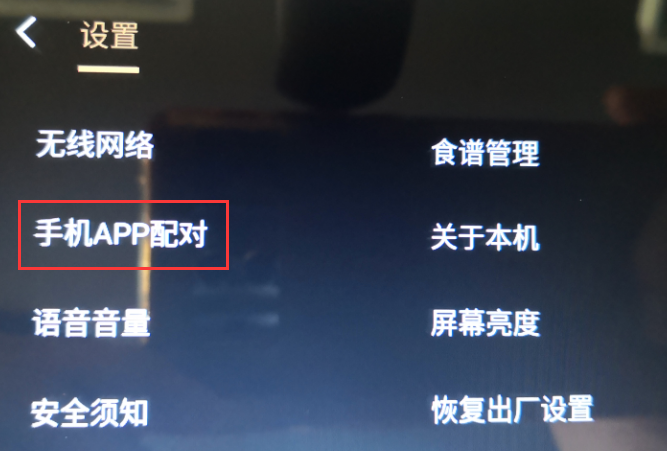 设置
无线网络
食谱管理
手机APP配对
关于本机
语音音量
屏幕亮度
安全须知
恢复出厂设置